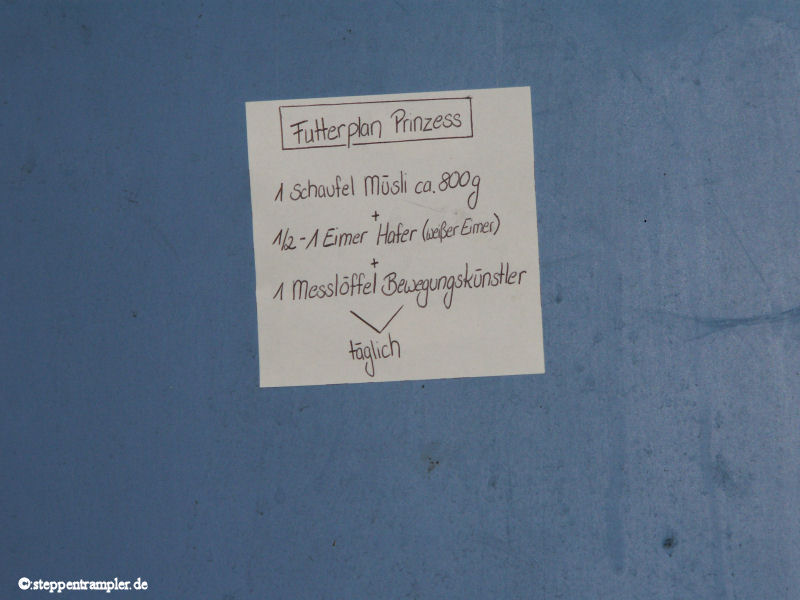 Futterplan Prinzess
1 Schaufel Müsli ca. 800g
+
1/2 - 1 Eimer Hafer (weißer Eimer)
+
1 Messlöffel Bewegungskünstler
täglich
©:steppentrampler.de